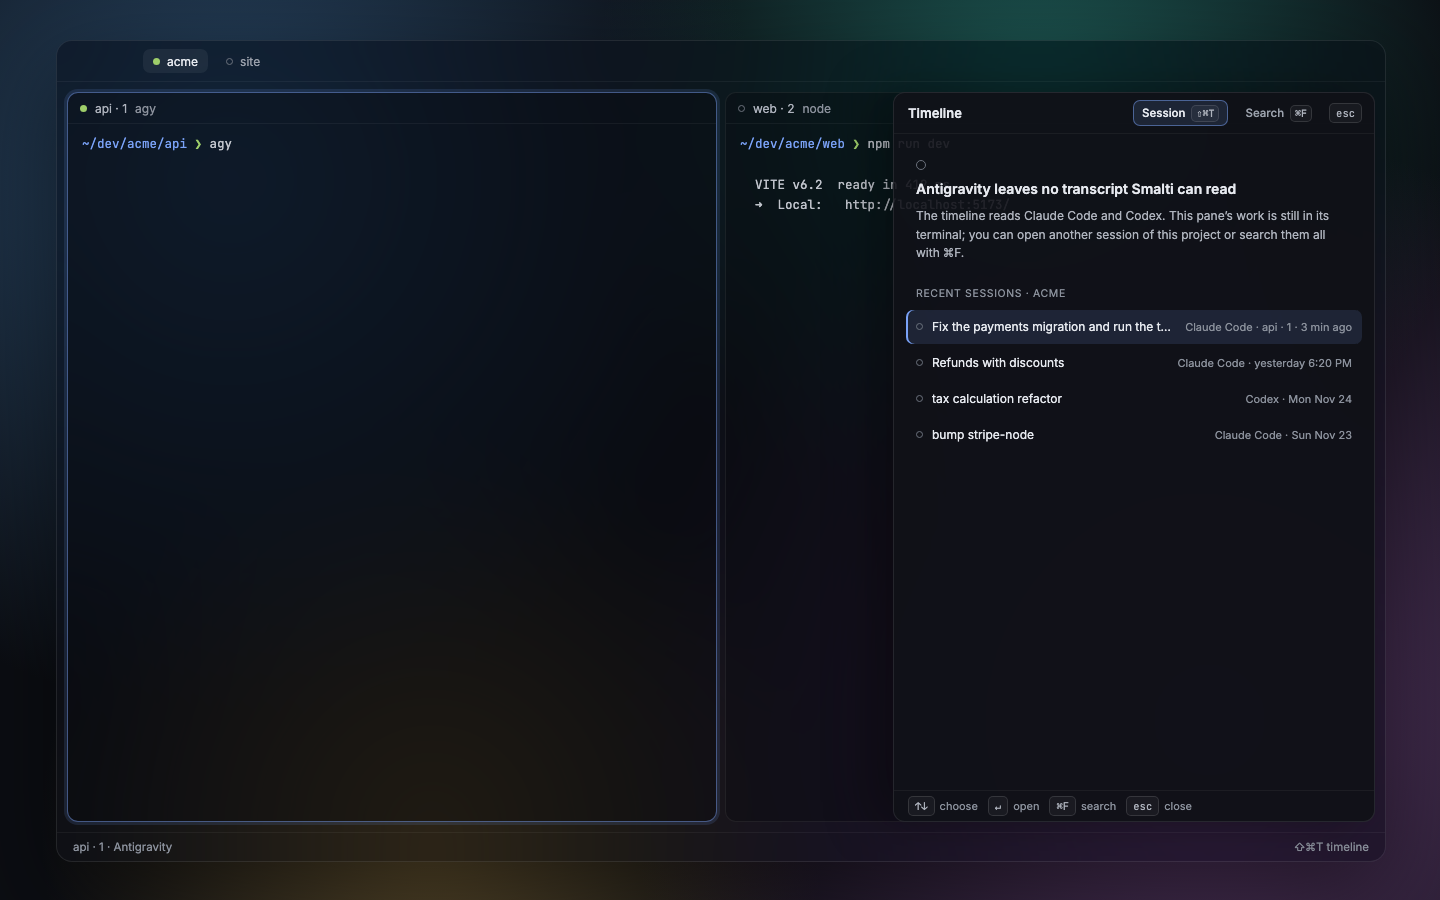 acme
site
api · 1 agy
~/dev/acme/api ❯ agy
web · 2 node
~/dev/acme/web ❯ npm run dev
VITE v6.2 ready in
➜ Local: http://localhost:5173/
Timeline
Session ⇧⌘T
Search ⌘F
esc
Antigravity leaves no transcript Smalti can read
The timeline reads Claude Code and Codex. This pane’s work is still in its
terminal; you can open another session of this project or search them all
with ⌘F.
RECENT SESSIONS · ACME
Fix the payments migration and run the t… Claude Code · api · 1 · 3 min ago
Refunds with discounts Claude Code · yesterday 6:20 PM
tax calculation refactor Codex · Mon Nov 24
bump stripe-node Claude Code · Sun Nov 23
↑↓ choose ↵ open ⌘F search esc close
api · 1 · Antigravity
⇧⌘T timeline